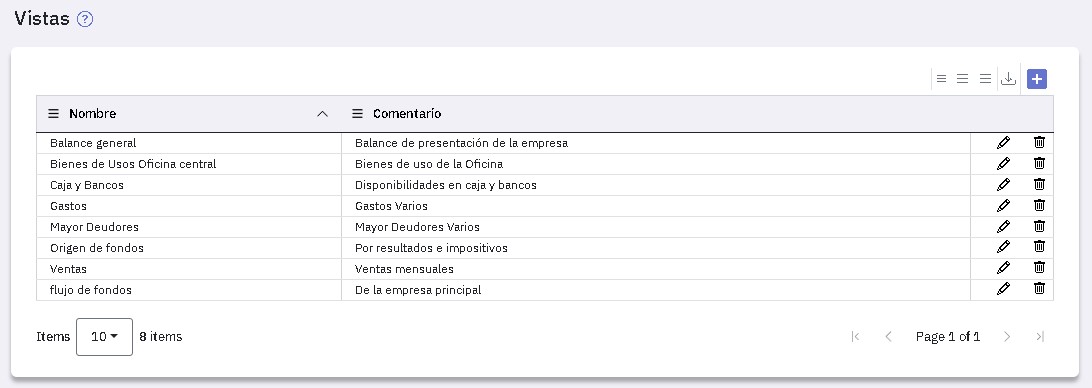 Vistas ?
Nombre Comentario
Balance general Balance de presentación de la empresa
Bienes de Usos Oficina central Bienes de uso de la Oficina
Caja y Bancos Disponibilidades en caja y bancos
Gastos Gastos Varios
Mayor Deudores Mayor Deudores Varios
Origen de fondos Por resultados e impositivos
Ventas Ventas mensuales
flujo de fondos De la empresa principal
Items 10 8 items Page 1 of 1